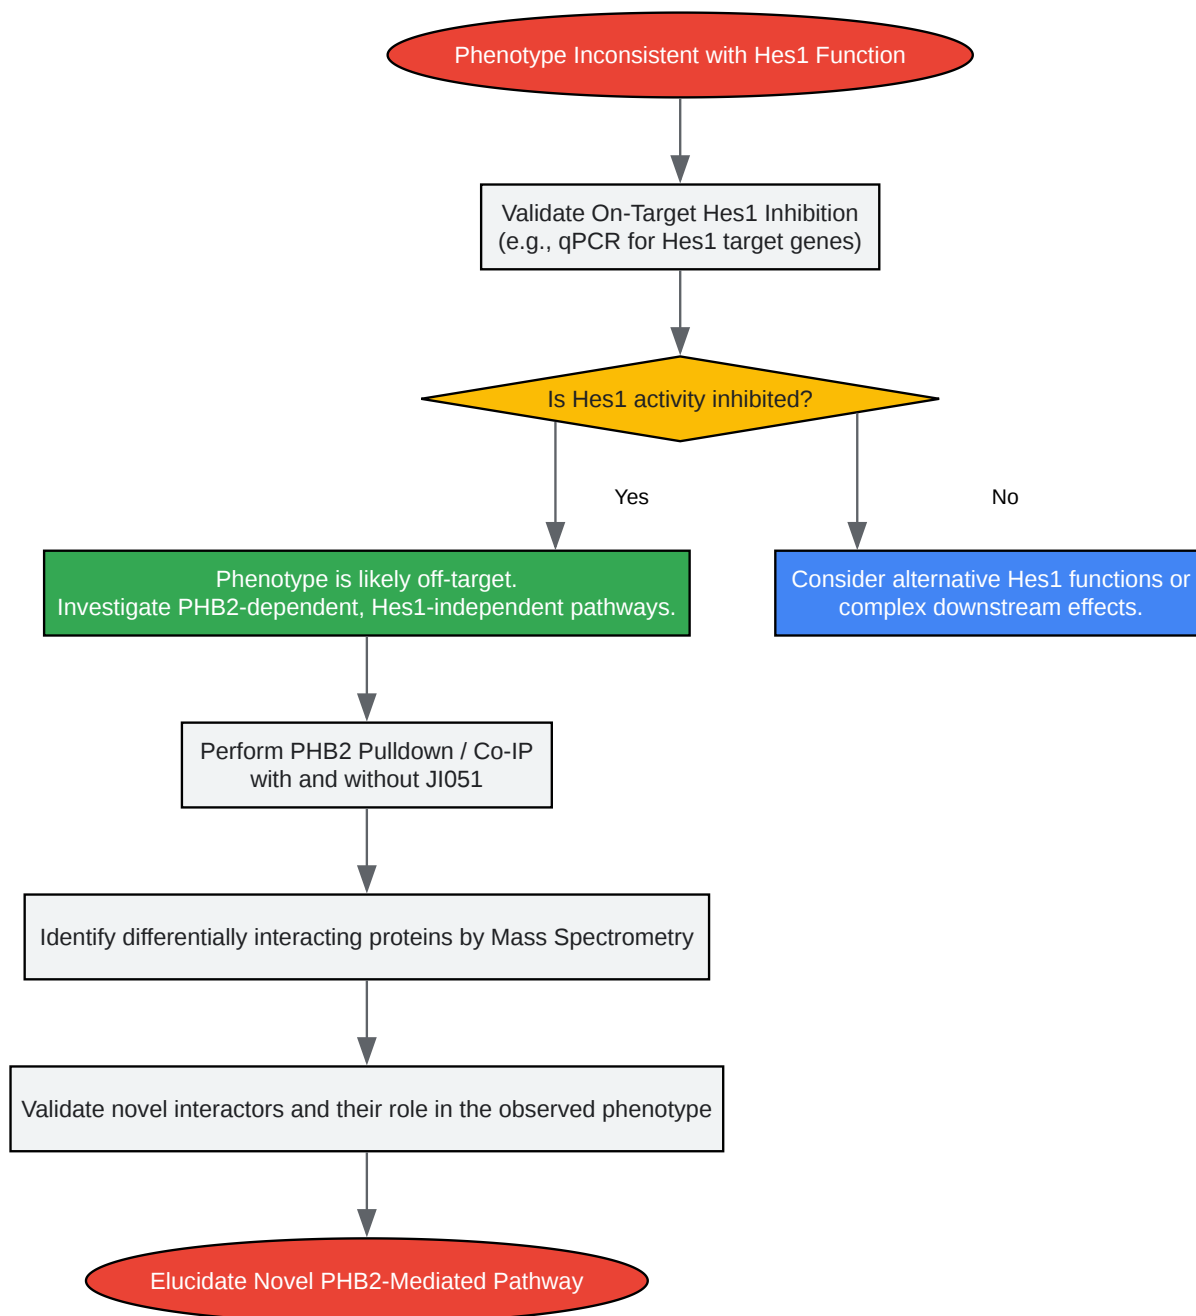 Phenotype Inconsistent with Hes1 Function
Validate On-Target Hes1 Inhibition
(e.g., qPCR for Hes1 target genes)
Is Hes1 activity inhibited?
Yes
No
Phenotype is likely off-target.
Investigate PHB2-dependent, Hes1-independent pathways.
Consider alternative Hes1 functions or
complex downstream effects.
Perform PHB2 Pulldown / Co-IP
with and without JI051
Identify differentially interacting proteins by Mass Spectrometry
Validate novel interactors and their role in the observed phenotype
Elucidate Novel PHB2-Mediated Pathway